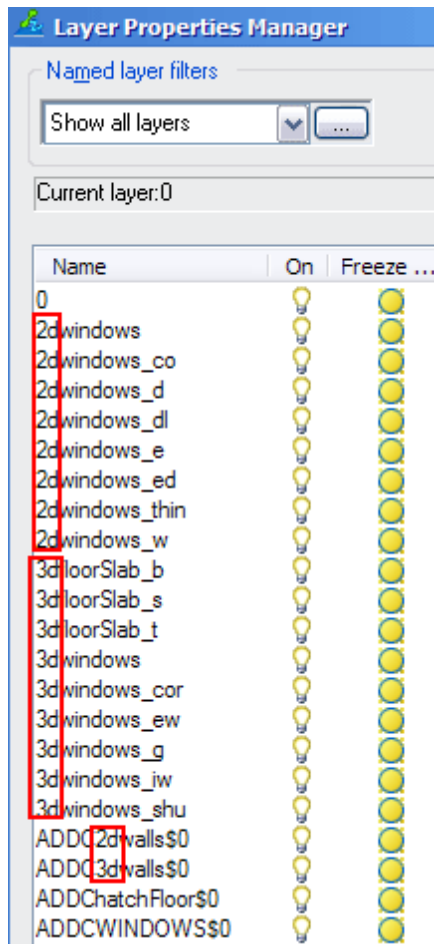 Layer Properties Manager
Named layer filters
Show all layers ...
Current layer:0
Name On Freeze ...
0
2dwindows
2dwindows_co
2dwindows_d
2dwindows_dl
2dwindows_e
2dwindows_ed
2dwindows_thin
2dwindows_w
3dfloorSlab_b
3dfloorSlab_s
3dfloorSlab_t
3dwindows
3dwindows_cor
3dwindows_ew
3dwindows_g
3dwindows_iw
3dwindows_shu
ADDC2dwalls$0
ADDC3dwalls$0
ADDChatchFloor$0
ADDCWINDOWS$0